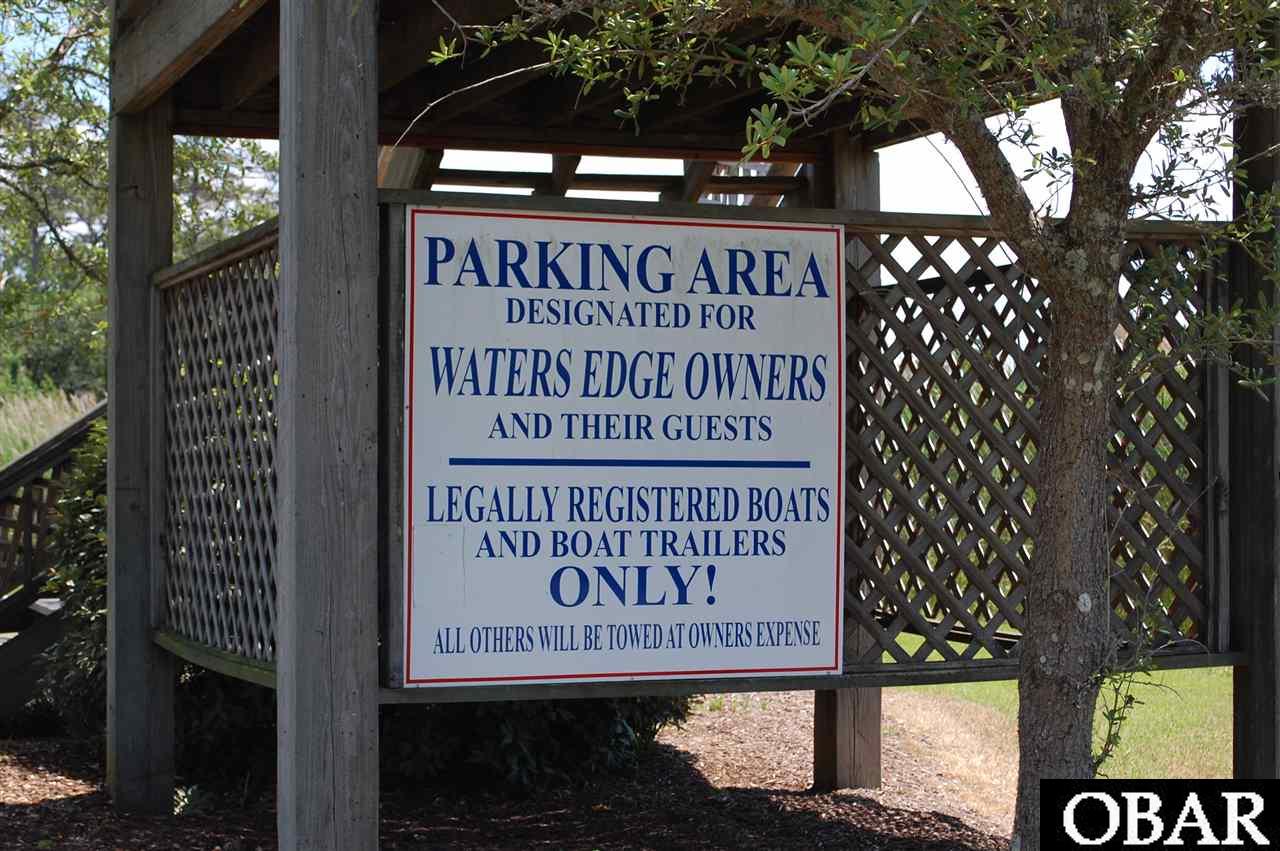 PARKING AREA
DESIGNATED FOR
WATERS EDGE OWNERS
AND THEIR GUESTS
LEGALLY REGISTERED BOATS
AND BOAT TRAILERS
ONLY!
ALL OTHERS WILL BE TOWED AT OWNERS EXPENSE
OBAR